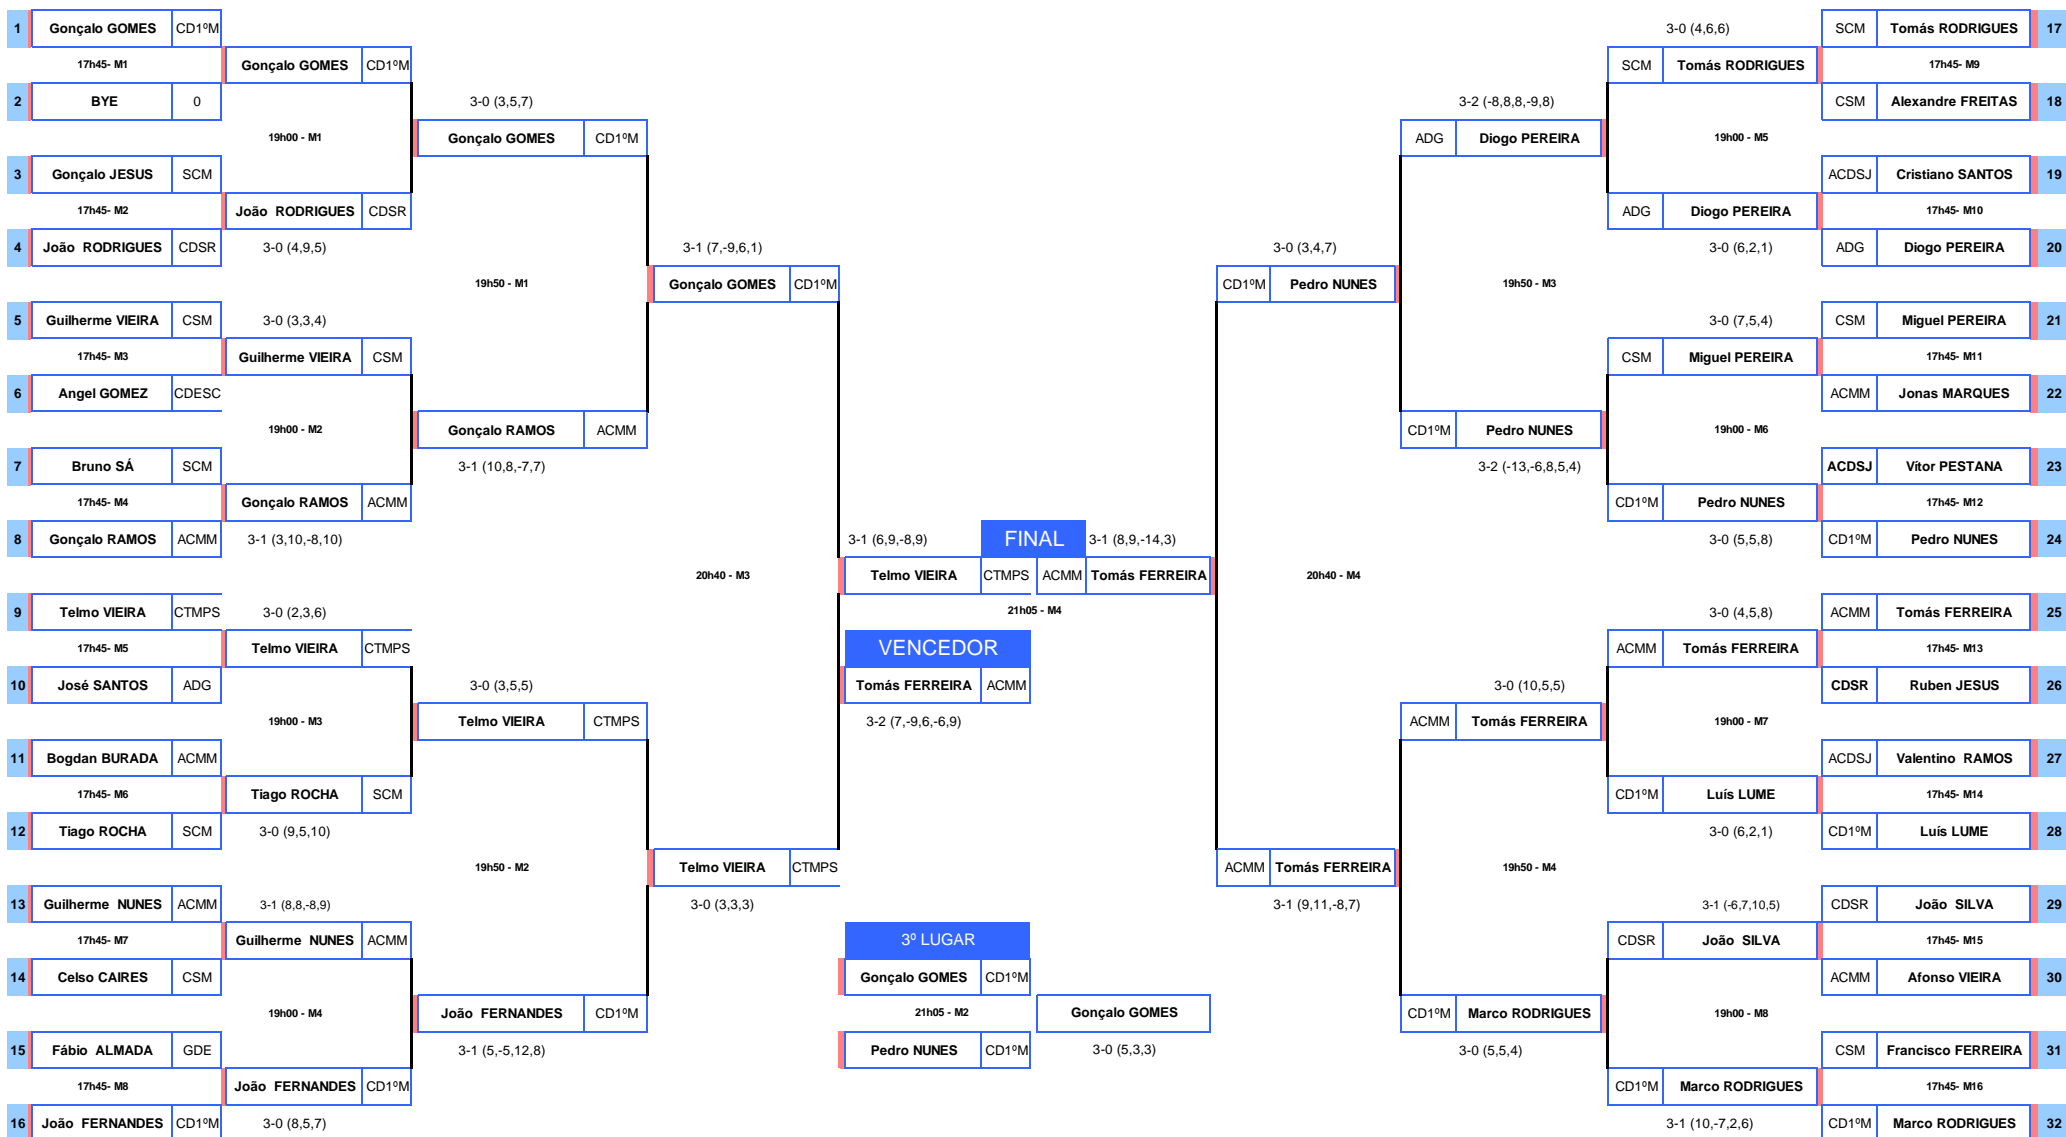 1 Gonçalo GOMES CD1ºM 3-0 (4,6,6) SCM Tomás RODRIGUES 17
17h45- M1 Gonçalo GOMES CD1ºM SCM Tomás RODRIGUES 17h45- M9
2 BYE 0 3-0 (3,5,7) 3-2 (-8,8,8,-9,8) CSM Alexandre FREITAS 18
19h00 - M1 Gonçalo GOMES CD1ºM ADG Diogo PEREIRA 19h00 - M5
3 Gonçalo JESUS SCM ACDSJ Cristiano SANTOS 19
17h45- M2 João RODRIGUES CDSR ADG Diogo PEREIRA 17h45- M10
4 João RODRIGUES CDSR 3-0 (4,9,5) 3-1 (7,-9,6,1) 3-0 (3,4,7) 3-0 (6,2,1) ADG Diogo PEREIRA 20
19h50 - M1 Gonçalo GOMES CD1ºM CD1ºM Pedro NUNES 19h50 - M3
5 Guilherme VIEIRA CSM 3-0 (3,3,4) 3-0 (7,5,4) CSM Miguel PEREIRA 21
17h45- M3 Guilherme VIEIRA CSM CSM Miguel PEREIRA 17h45- M11
6 Angel GOMEZ CDESC ACMM Jonas MARQUES 22
19h00 - M2 Gonçalo RAMOS ACMM CD1ºM Pedro NUNES 19h00 - M6
7 Bruno SÁ SCM 3-1 (10,8,-7,7) 3-2 (-13,-6,8,5,4) ACDSJ Vítor PESTANA 23
17h45- M4 Gonçalo RAMOS ACMM CD1ºM Pedro NUNES 17h45- M12
8 Gonçalo RAMOS ACMM 3-1 (3,10,-8,10) 3-1 (6,9,-8,9) FINAL 3-1 (8,9,-14,3) 3-0 (5,5,8) CD1ºM Pedro NUNES 24
20h40 - M3 Telmo VIEIRA CTMPS ACMM Tomás FERREIRA 20h40 - M4
9 Telmo VIEIRA CTMPS 3-0 (2,3,6) 21h05 - M4 3-0 (4,5,8) ACMM Tomás FERREIRA 25
17h45- M5 Telmo VIEIRA CTMPS VENCEDOR ACMM Tomás FERREIRA 17h45- M13
10 José SANTOS ADG 3-0 (3,5,5) Tomás FERREIRA ACMM 3-0 (10,5,5) CDSR Ruben JESUS 26
19h00 - M3 Telmo VIEIRA CTMPS 3-2 (7,-9,6,-6,9) ACMM Tomás FERREIRA 19h00 - M7
11 Bogdan BURADA ACMM ACDSJ Valentino RAMOS 27
17h45- M6 Tiago ROCHA SCM CD1ºM Luís LUME 17h45- M14
12 Tiago ROCHA SCM 3-0 (9,5,10) 3-0 (6,2,1) CD1ºM Luís LUME 28
19h50 - M2 Telmo VIEIRA CTMPS ACMM Tomás FERREIRA 19h50 - M4
13 Guilherme NUNES ACMM 3-1 (8,8,-8,9) 3-0 (3,3,3) 3-1 (9,11,-8,7) 3-1 (-6,7,10,5) CDSR João SILVA 29
17h45- M7 Guilherme NUNES ACMM 3º LUGAR CDSR João SILVA 17h45- M15
14 Celso CAIRES CSM Gonçalo GOMES CD1ºM ACMM Afonso VIEIRA 30
19h00 - M4 João FERNANDES CD1ºM 21h05 - M2 Gonçalo GOMES CD1ºM Marco RODRIGUES 19h00 - M8
15 Fábio ALMADA GDE 3-1 (5,-5,12,8) Pedro NUNES CD1ºM 3-0 (5,3,3) 3-0 (5,5,4) CSM Francisco FERREIRA 31
17h45- M8 João FERNANDES CD1ºM CD1ºM Marco RODRIGUES 17h45- M16
16 João FERNANDES CD1ºM 3-0 (8,5,7) 3-1 (10,-7,2,6) CD1ºM Marco RODRIGUES 32